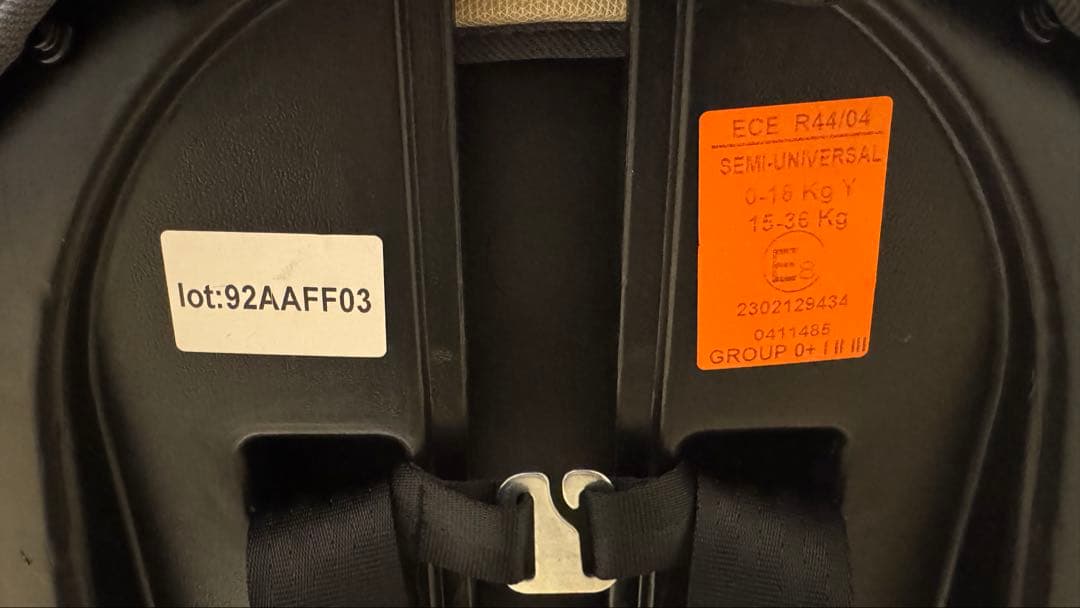 lot:92AAFF03
ECE R44/04
SEMI-UNIVERSAL
0-18 Kg Y
15-36 Kg
E8
2302129434
0411485
GROUP 0+ I II III